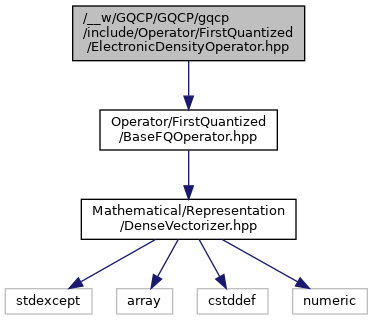 /__w/GQCP/GQCP/gqcp
/include/Operator/FirstQuantized
/ElectronicDensityOperator.hpp
Operator/FirstQuantized
/BaseFQOperator.hpp
Mathematical/Representation
/DenseVectorizer.hpp
stdexcept
array
cstddef
numeric